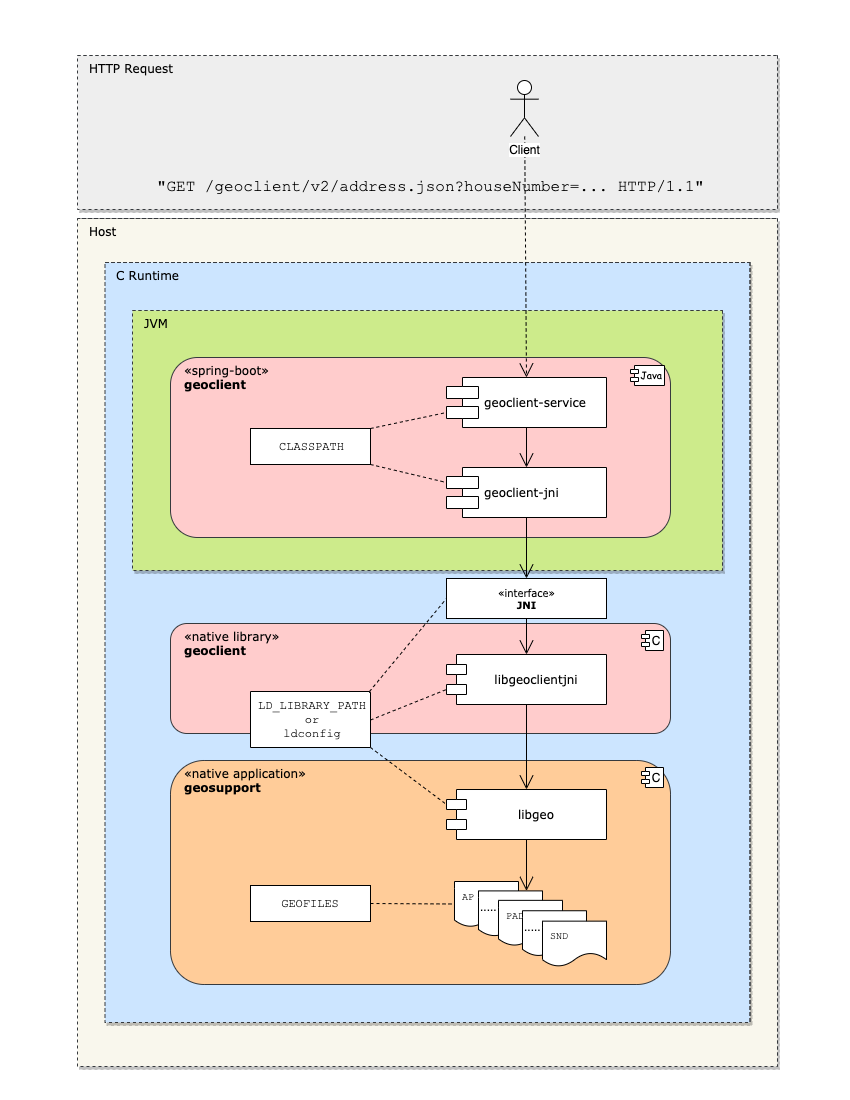 HTTP Request
Client
"GET /geoclient/v2/address.json?houseNumber=... HTTP/1.1"
Host
C Runtime
JVM
«spring-boot»
geoclient
Java
geoclient-service
CLASSPATH
geoclient-jni
«interface»
JNI
«native library»
geoclient
C
libgeoclientjni
LD_LIBRARY_PATH
or
ldconfig
«native application»
geosupport
C
libgeo
GEOFILES
AP
.....
PAD
.....
SND